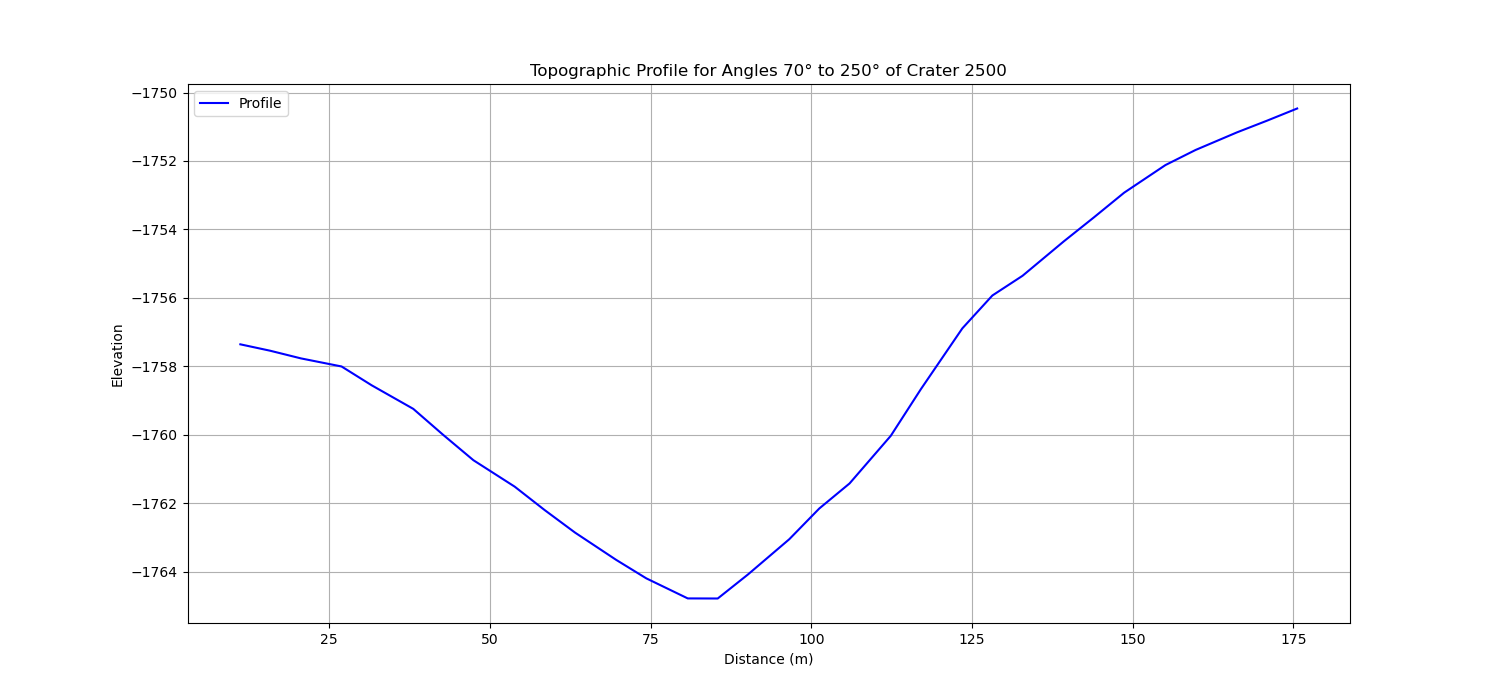 Topographic Profile for Angles 70° to 250° of Crater 2500
Profile
−1750
−1752
−1754
−1756
−1758
−1760
−1762
−1764
Elevation
25 50 75 100 125 150 175
Distance (m)